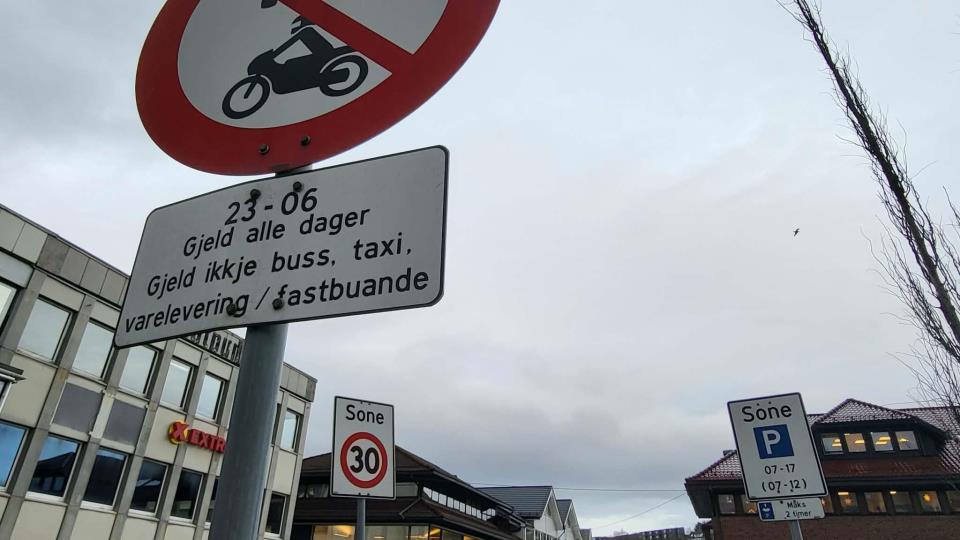 23-06
Gjeld alle dager
Gjeld ikkje buss, taxi,
varelevering / fastbuande
EXTRA
Sone
30
Sone
P
07-17
(07-12)
Måks
2 timer